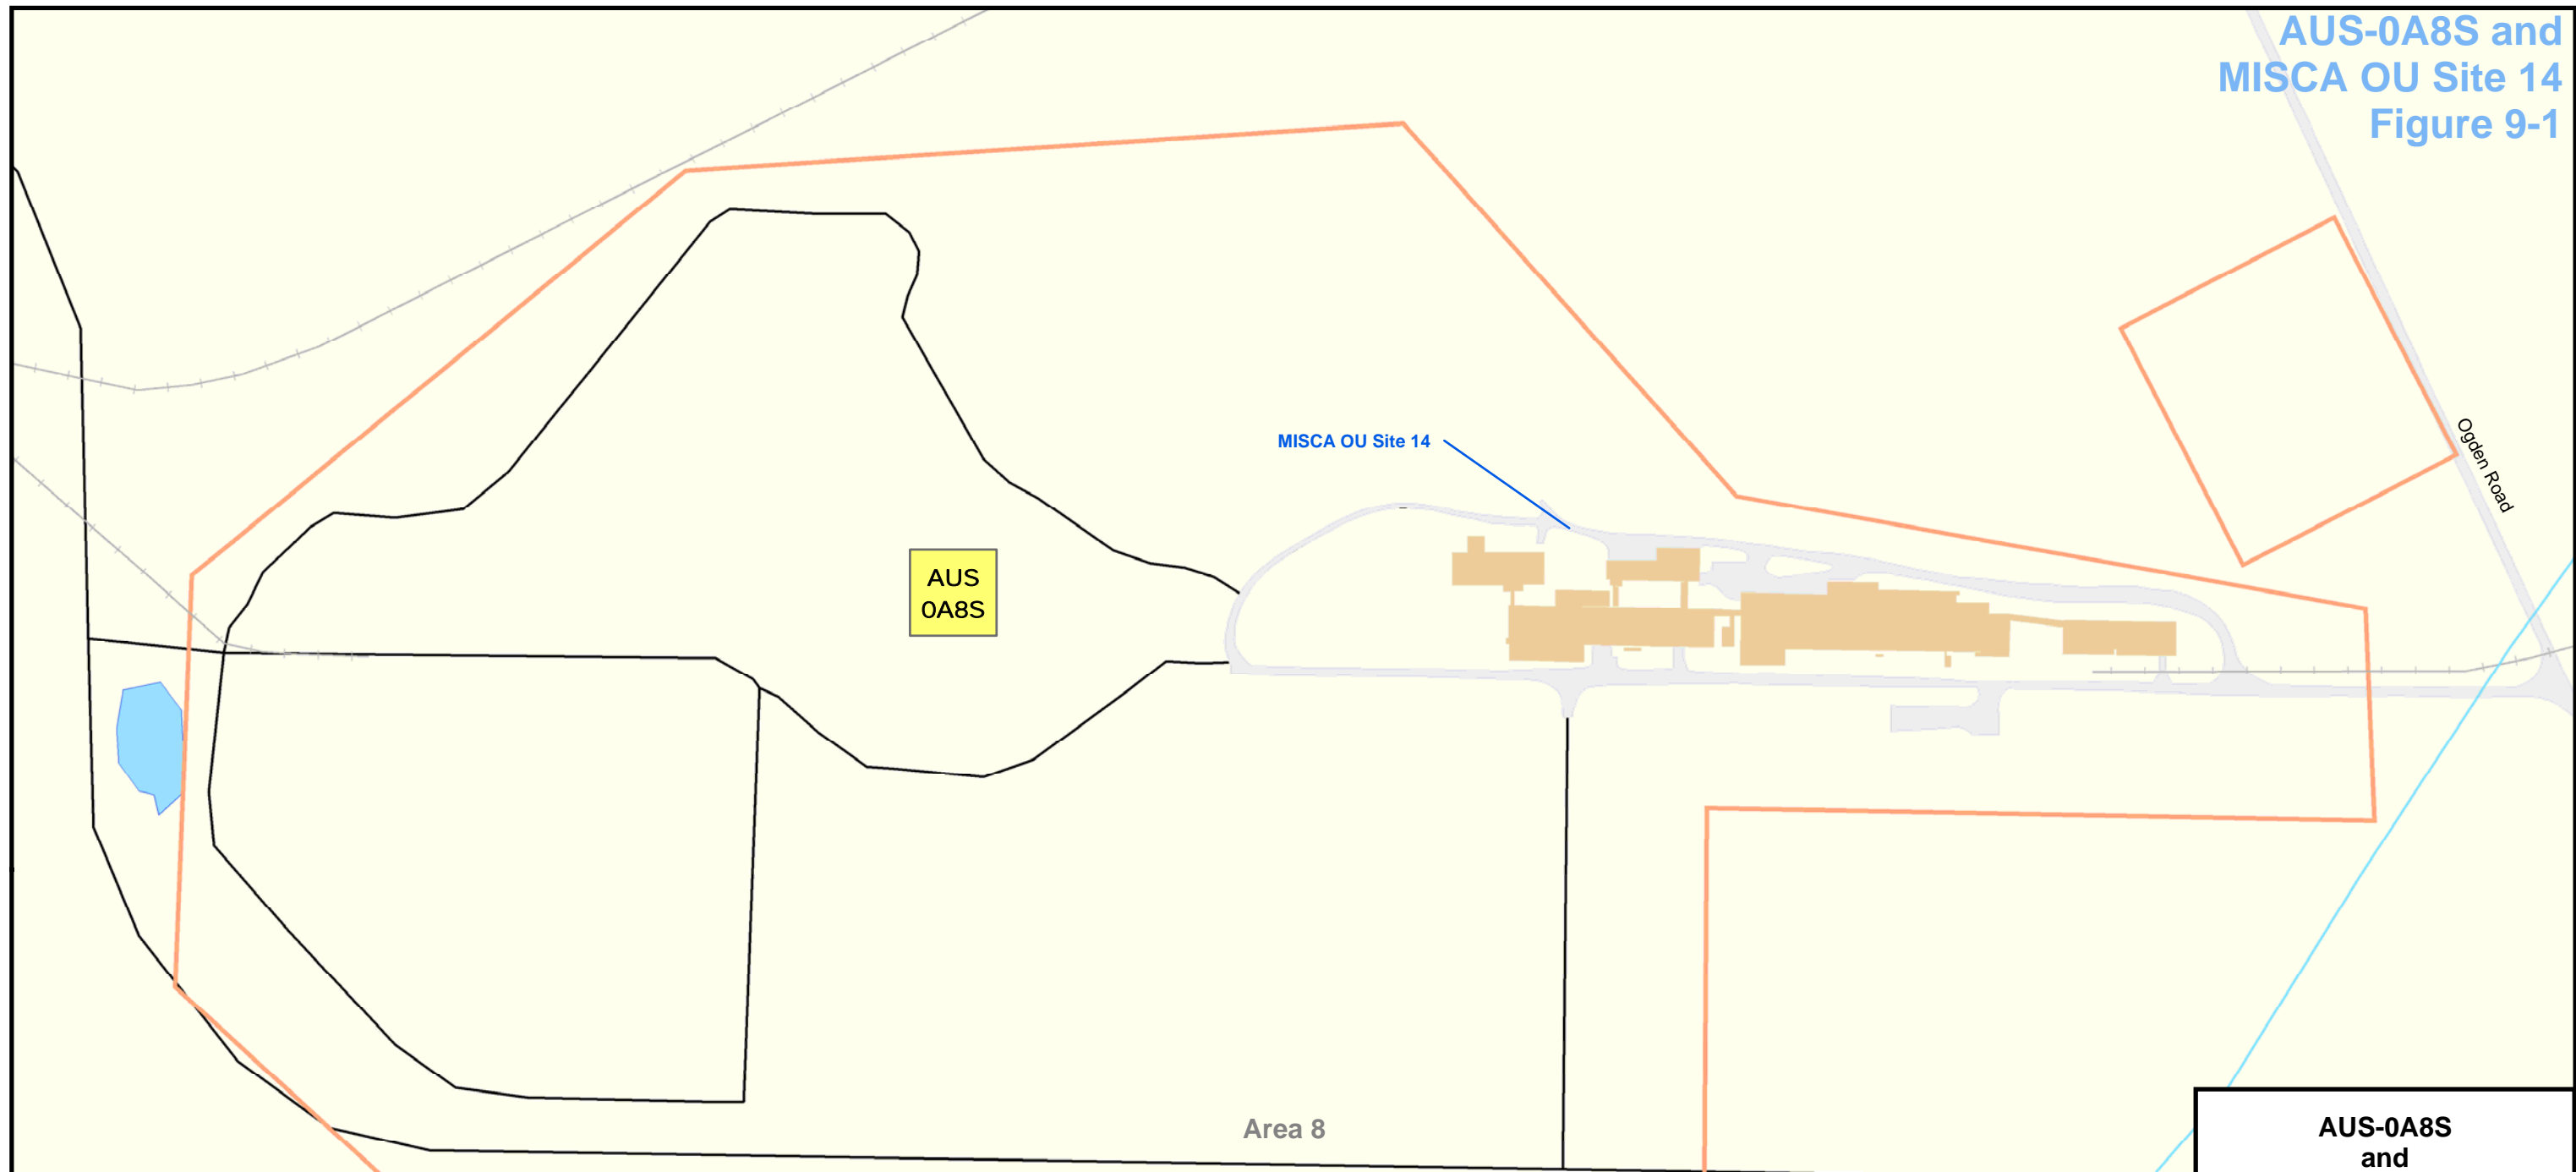 AUS-0A8S and
MISCA OU Site 14
Figure 9-1
Ogden Road
MISCA OU Site 14
AUS
0A8S
Area 8
AUS-0A8S
and